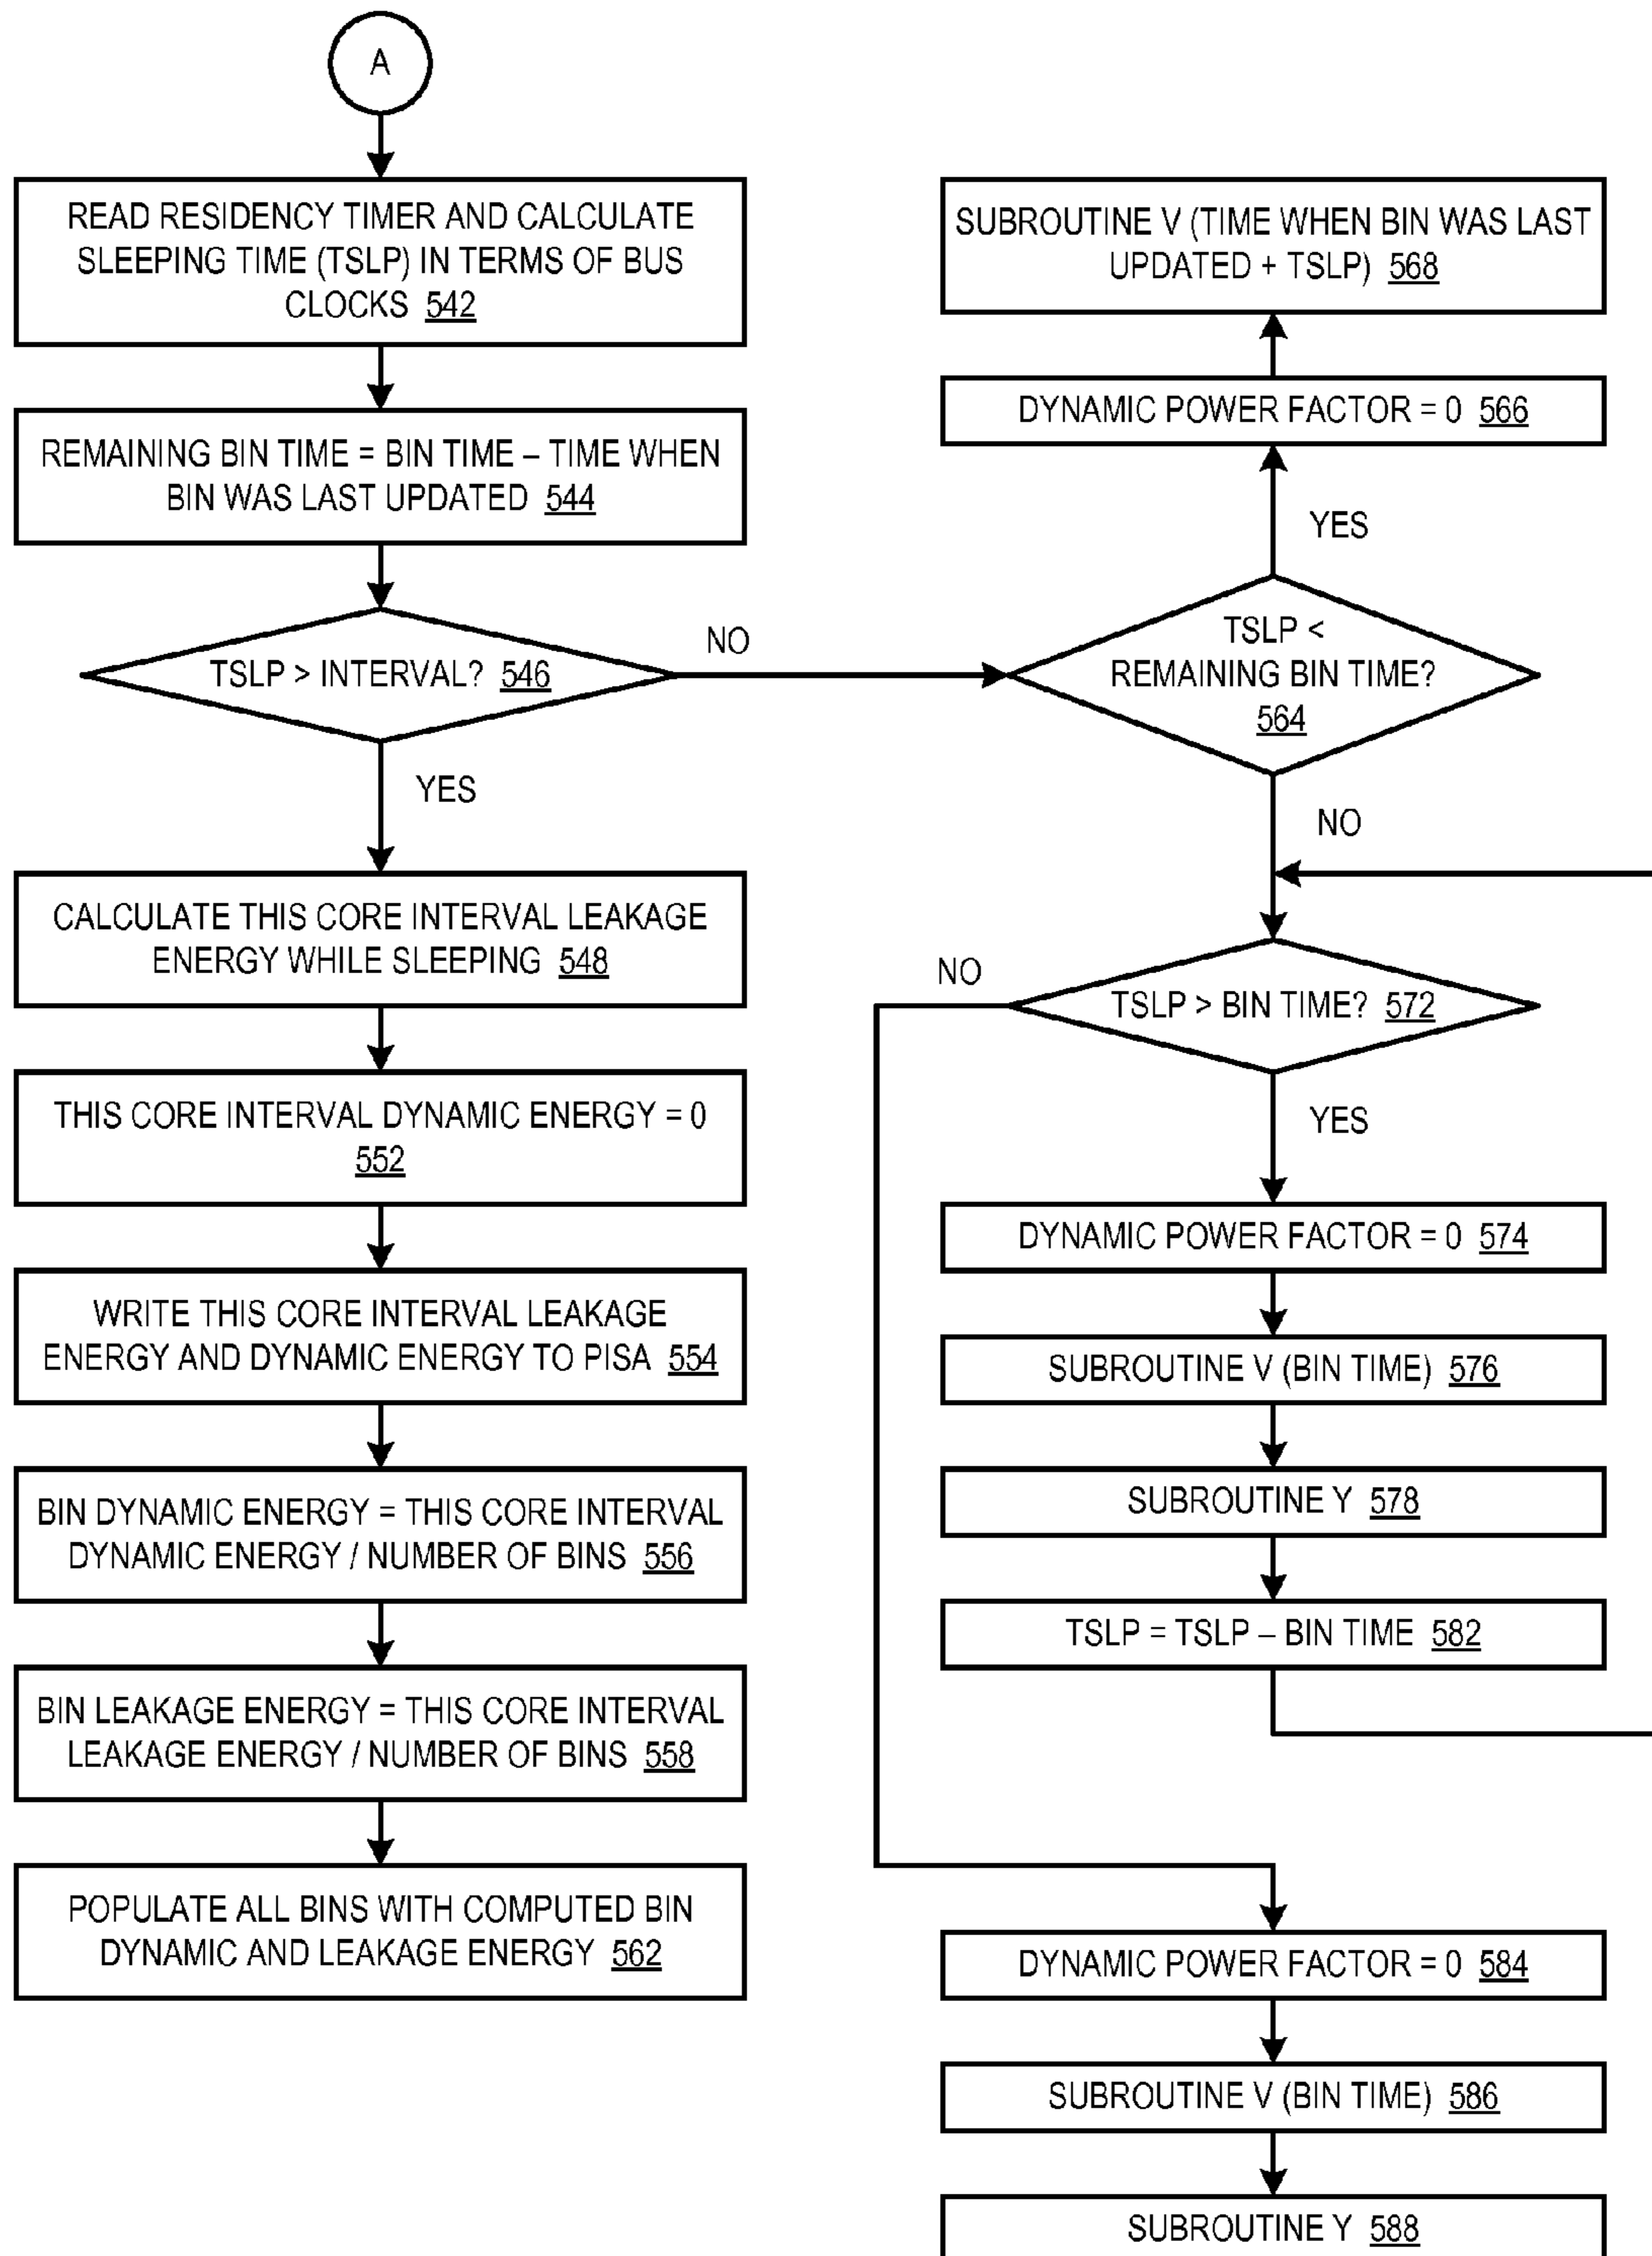 A
READ RESIDENCY TIMER AND CALCULATE
SLEEPING TIME (TSLP) IN TERMS OF BUS
CLOCKS 542
REMAINING BIN TIME = BIN TIME – TIME WHEN
BIN WAS LAST UPDATED 544
TSLP > INTERVAL? 546
NO
YES
CALCULATE THIS CORE INTERVAL LEAKAGE
ENERGY WHILE SLEEPING 548
THIS CORE INTERVAL DYNAMIC ENERGY = 0
552
WRITE THIS CORE INTERVAL LEAKAGE
ENERGY AND DYNAMIC ENERGY TO PISA 554
BIN DYNAMIC ENERGY = THIS CORE INTERVAL
DYNAMIC ENERGY / NUMBER OF BINS 556
BIN LEAKAGE ENERGY = THIS CORE INTERVAL
LEAKAGE ENERGY / NUMBER OF BINS 558
POPULATE ALL BINS WITH COMPUTED BIN
DYNAMIC AND LEAKAGE ENERGY 562
SUBROUTINE V (TIME WHEN BIN WAS LAST
UPDATED + TSLP) 568
DYNAMIC POWER FACTOR = 0 566
YES
TSLP <
REMAINING BIN TIME?
564
NO
NO
TSLP > BIN TIME? 572
YES
DYNAMIC POWER FACTOR = 0 574
SUBROUTINE V (BIN TIME) 576
SUBROUTINE Y 578
TSLP = TSLP – BIN TIME 582
DYNAMIC POWER FACTOR = 0 584
SUBROUTINE V (BIN TIME) 586
SUBROUTINE Y 588